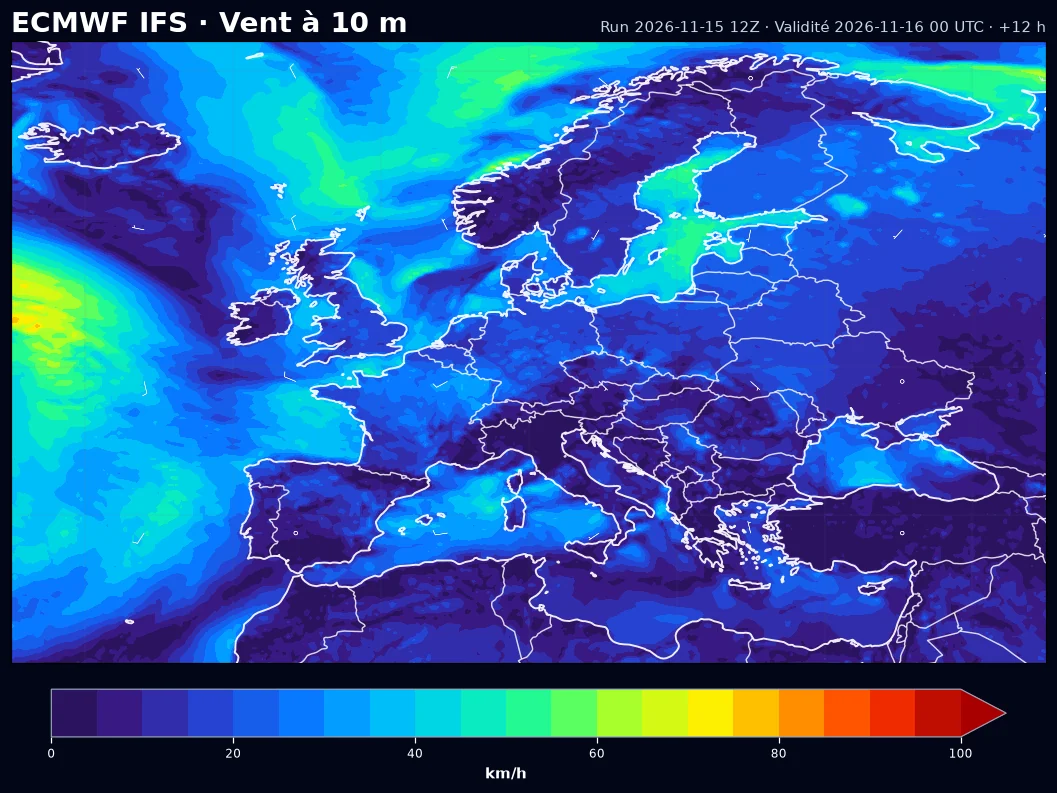 ECMWF IFS · Vent à 10 m
Run 2026-11-15 12Z · Validité 2026-11-16 00 UTC · +12 h
0 20 40 60 80 100
km/h